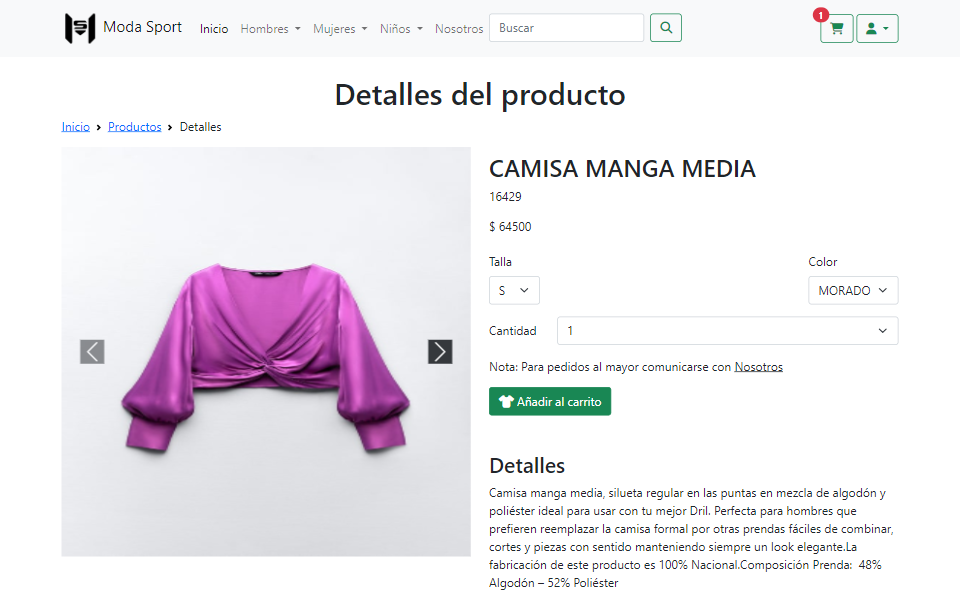 Moda Sport
Inicio
Hombres
Mujeres
Niños
Nosotros
Buscar
1
Detalles del producto
Inicio > Productos > Detalles
CAMISA MANGA MEDIA
16429
$ 64500
Talla
Color
S
MORADO
Cantidad
1
Nota: Para pedidos al mayor comunicarse con Nosotros
Añadir al carrito
Detalles
Camisa manga media, silueta regular en las puntas en mezcla de algodón y
poliéster ideal para usar con tu mejor Dril. Perfecta para hombres que
prefieren reemplazar la camisa formal por otras prendas fáciles de combinar,
cortes y piezas con sentido manteniendo siempre un look elegante.La
fabricación de este producto es 100% Nacional.Composición Prenda:  48%
Algodón – 52% Poliéster